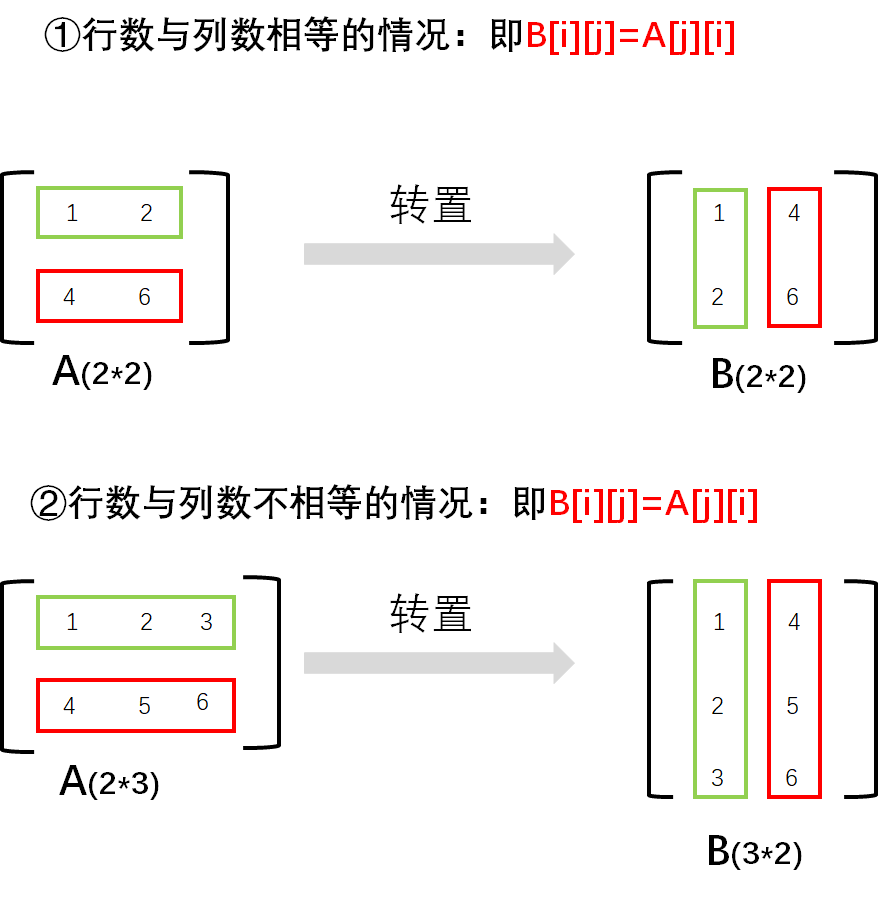 ①行数与列数相等的情况：即B[i][j]=A[j][i]
转置
1 2
4 6
A(2*2)
1 4
2 6
B(2*2)
②行数与列数不相等的情况：即B[i][j]=A[j][i]
转置
1 2 3
4 5 6
A(2*3)
1 4
2 5
3 6
B(3*2)